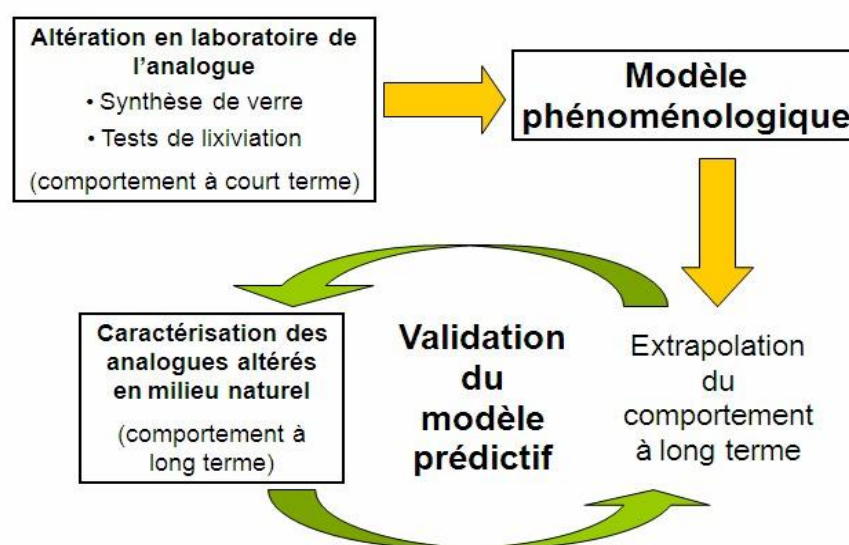 Altération en laboratoire de
l'analogue
• Synthèse de verre
• Tests de lixiviation
(comportement à court terme)
Modèle
phénoménologique
Caractérisation des
analogues altérés
en milieu naturel
(comportement à
long terme)
Validation
du
modèle
prédictif
Extrapolation
du
comportement
à long terme